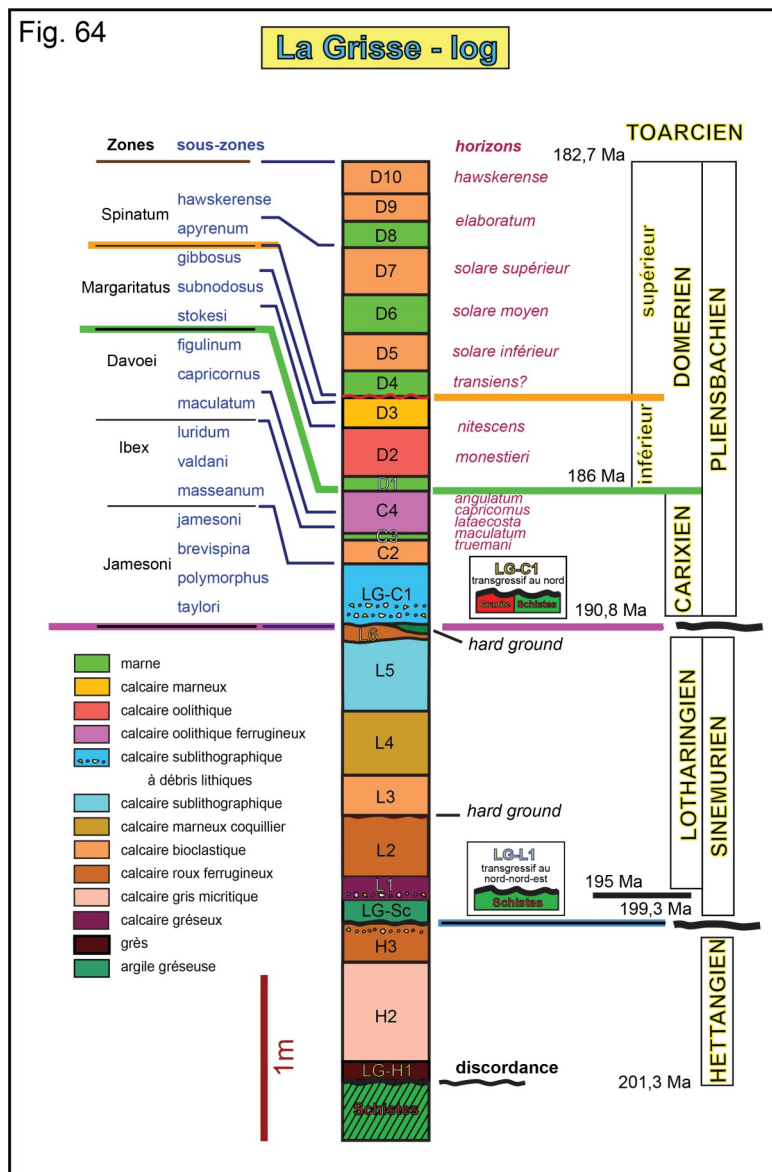 Fig. 64
La Grisse - log
TOARCIEN
Zones
sous-zones
horizons
182,7 Ma
Spinatum
Margaritatus
Davoei
Ibex
Jamesoni
hawskerense
apyrenum
gibbosus
subnodosus
stokesi
figulinum
capricornus
maculatum
luridum
valdani
masseanum
jamesoni
brevispina
polymorphus
taylori
D10
D9
D8
D7
D6
D5
D4
D3
D2
D1
C4
C3
C2
LG-C1
L6
L5
L4
L3
L2
L1
LG-Sc
H3
H2
LG-H1
Schistes
hawskerense
elaboratum
solare supérieur
solare moyen
solare inférieur
transiens?
nitescens
monestieri
186 Ma
angulatum
capricornus
lataecosta
maculatum
truemani
LG-C1
transgressif au nord
Granite
Schistes
190,8 Ma
hard ground
hard ground
LG-L1
transgressif au
nord-nord-est
Schistes
195 Ma
199,3 Ma
discordance
201,3 Ma
supérieur
inférieur
DOMERIEN
CARIXIEN
PLIENSBACHIEN
LOTHARINGIEN
SINEMURIEN
HETTANGIEN
marne
calcaire marneux
calcaire oolithique
calcaire oolithique ferrugineux
calcaire sublithographique
à débris lithiques
calcaire sublithographique
calcaire marneux coquillier
calcaire bioclastique
calcaire roux ferrugineux
calcaire gris micritique
calcaire gréseux
grès
argile gréseuse
1m